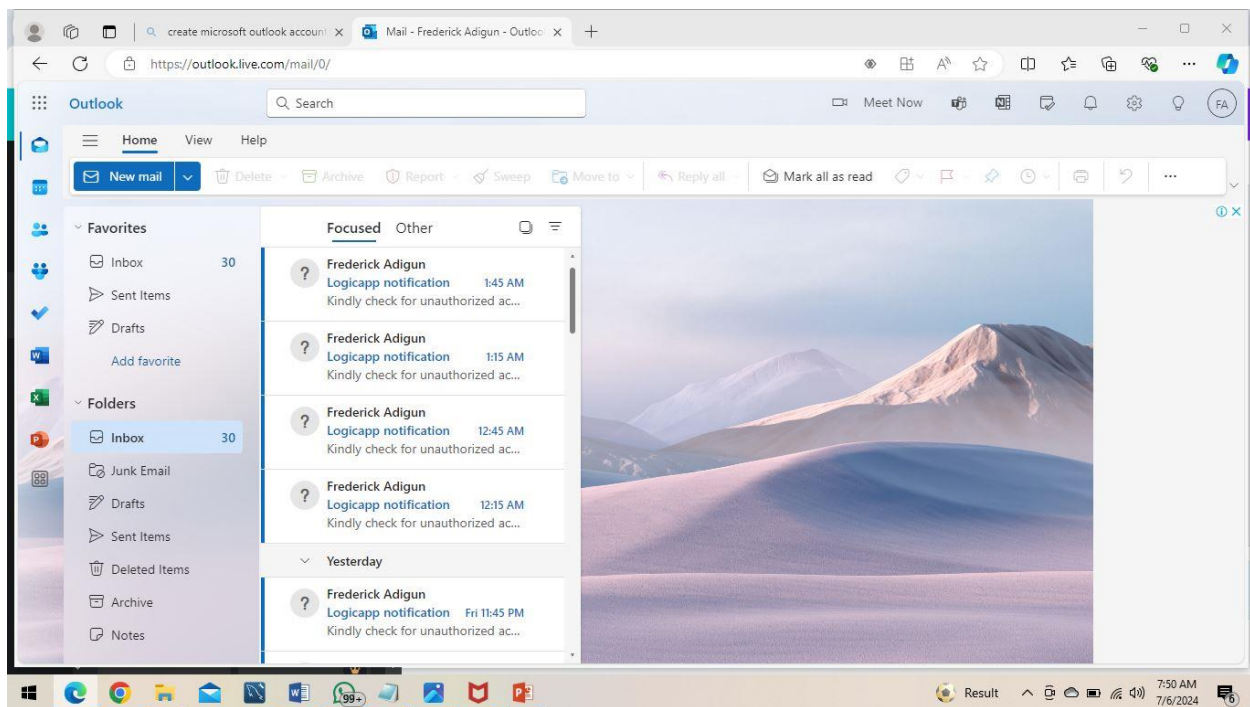 create microsoft outlook account
Mail - Frederick Adigun - Outloo
https://outlook.live.com/mail/0/
Outlook
Search
Meet Now
FA
Home View Help
New mail
Delete
Archive
Report
Sweep
Move to
Reply all
Mark all as read
Favorites
Inbox 30
Sent Items
Drafts
Add favorite
Folders
Inbox 30
Junk Email
Drafts
Sent Items
Deleted Items
Archive
Notes
Focused Other
Frederick Adigun
Logicapp notification 1:45 AM
Kindly check for unauthorized ac...
Frederick Adigun
Logicapp notification 1:15 AM
Kindly check for unauthorized ac...
Frederick Adigun
Logicapp notification 12:45 AM
Kindly check for unauthorized ac...
Frederick Adigun
Logicapp notification 12:15 AM
Kindly check for unauthorized ac...
Yesterday
Frederick Adigun
Logicapp notification Fri 11:45 PM
Kindly check for unauthorized ac...
99+
Result
7:50 AM
7/6/2024
6